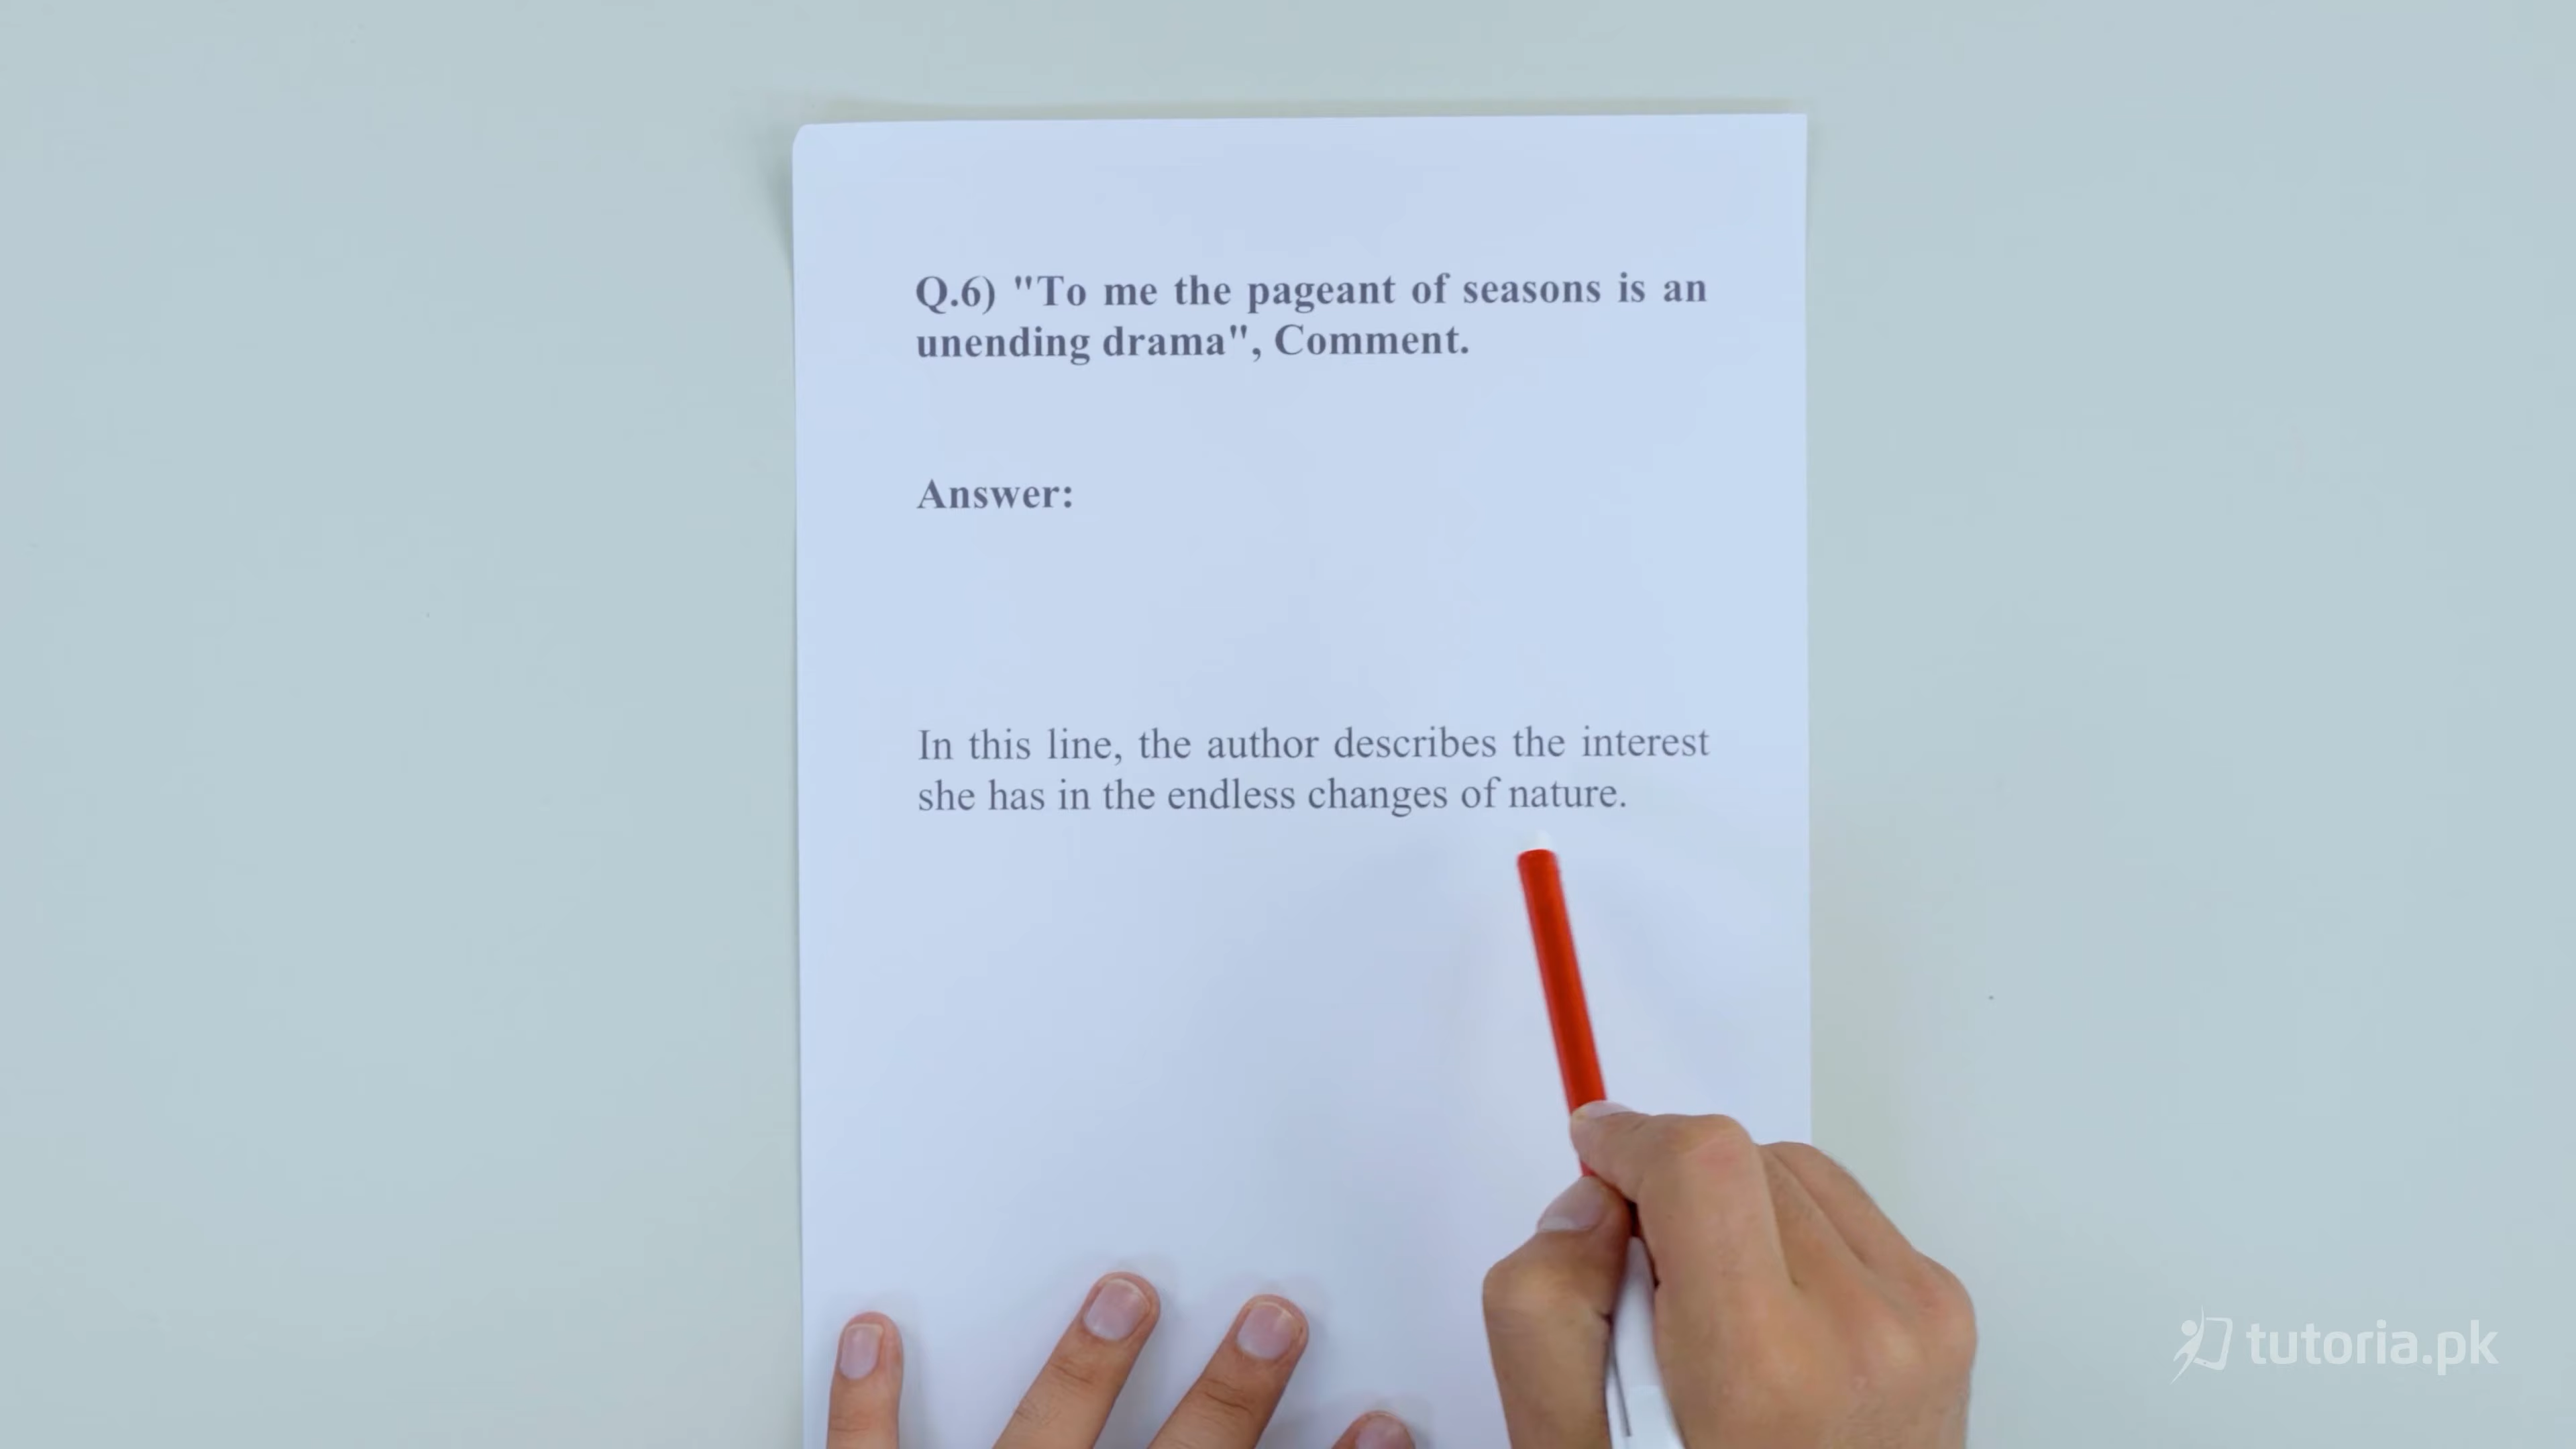 Q.6) "To me the pageant of seasons is an
unending drama", Comment.
Answer:
In this line, the author describes the interest
she has in the endless changes of nature.
tutoria.pk